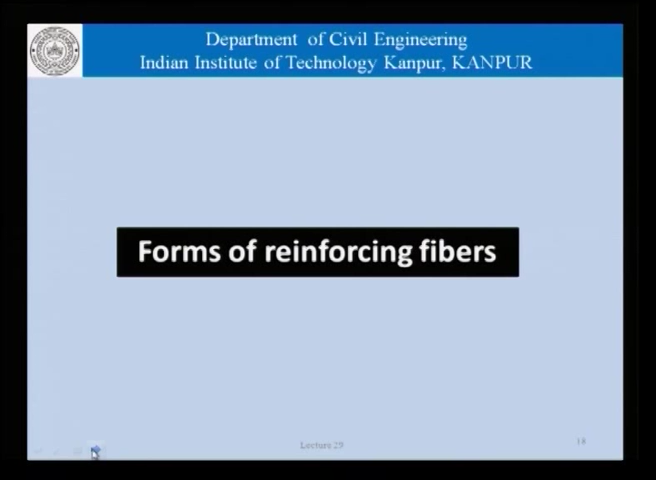 Department of Civil Engineering
Indian Institute of Technology Kanpur, KANPUR
Forms of reinforcing fibers
Lecture 29
18